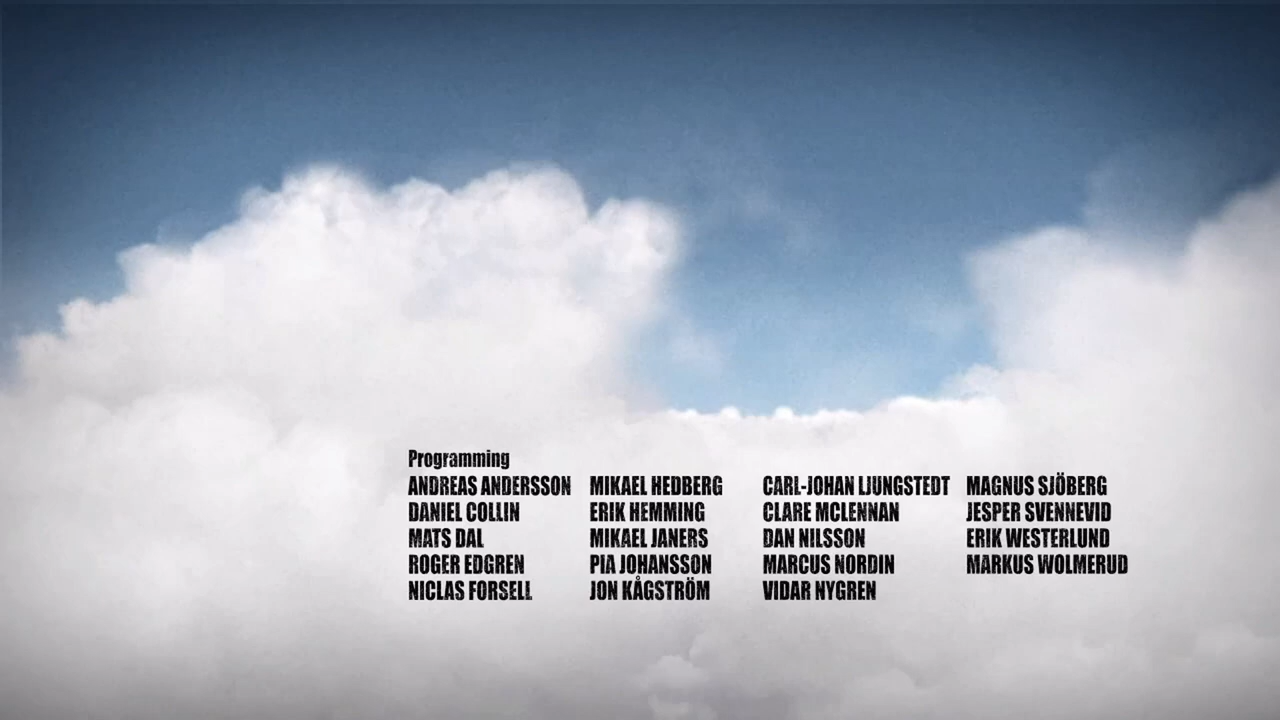 Programming
ANDREAS ANDERSSON MIKAEL HEDBERG CARL-JOHAN LJUNGSTEDT MAGNUS SJÖBERG
DANIEL COLLIN ERIK HEMMING CLARE MCLENNAN JESPER SVENNEVID
MATS DAL MIKAEL JANERS DAN NILSSON ERIK WESTERLUND
ROGER EDGREN PIA JOHANSSON MARCUS NORDIN MARKUS WOLMERUD
NICLAS FORSELL JON KÅGSTRÖM VIDAR NYGREN